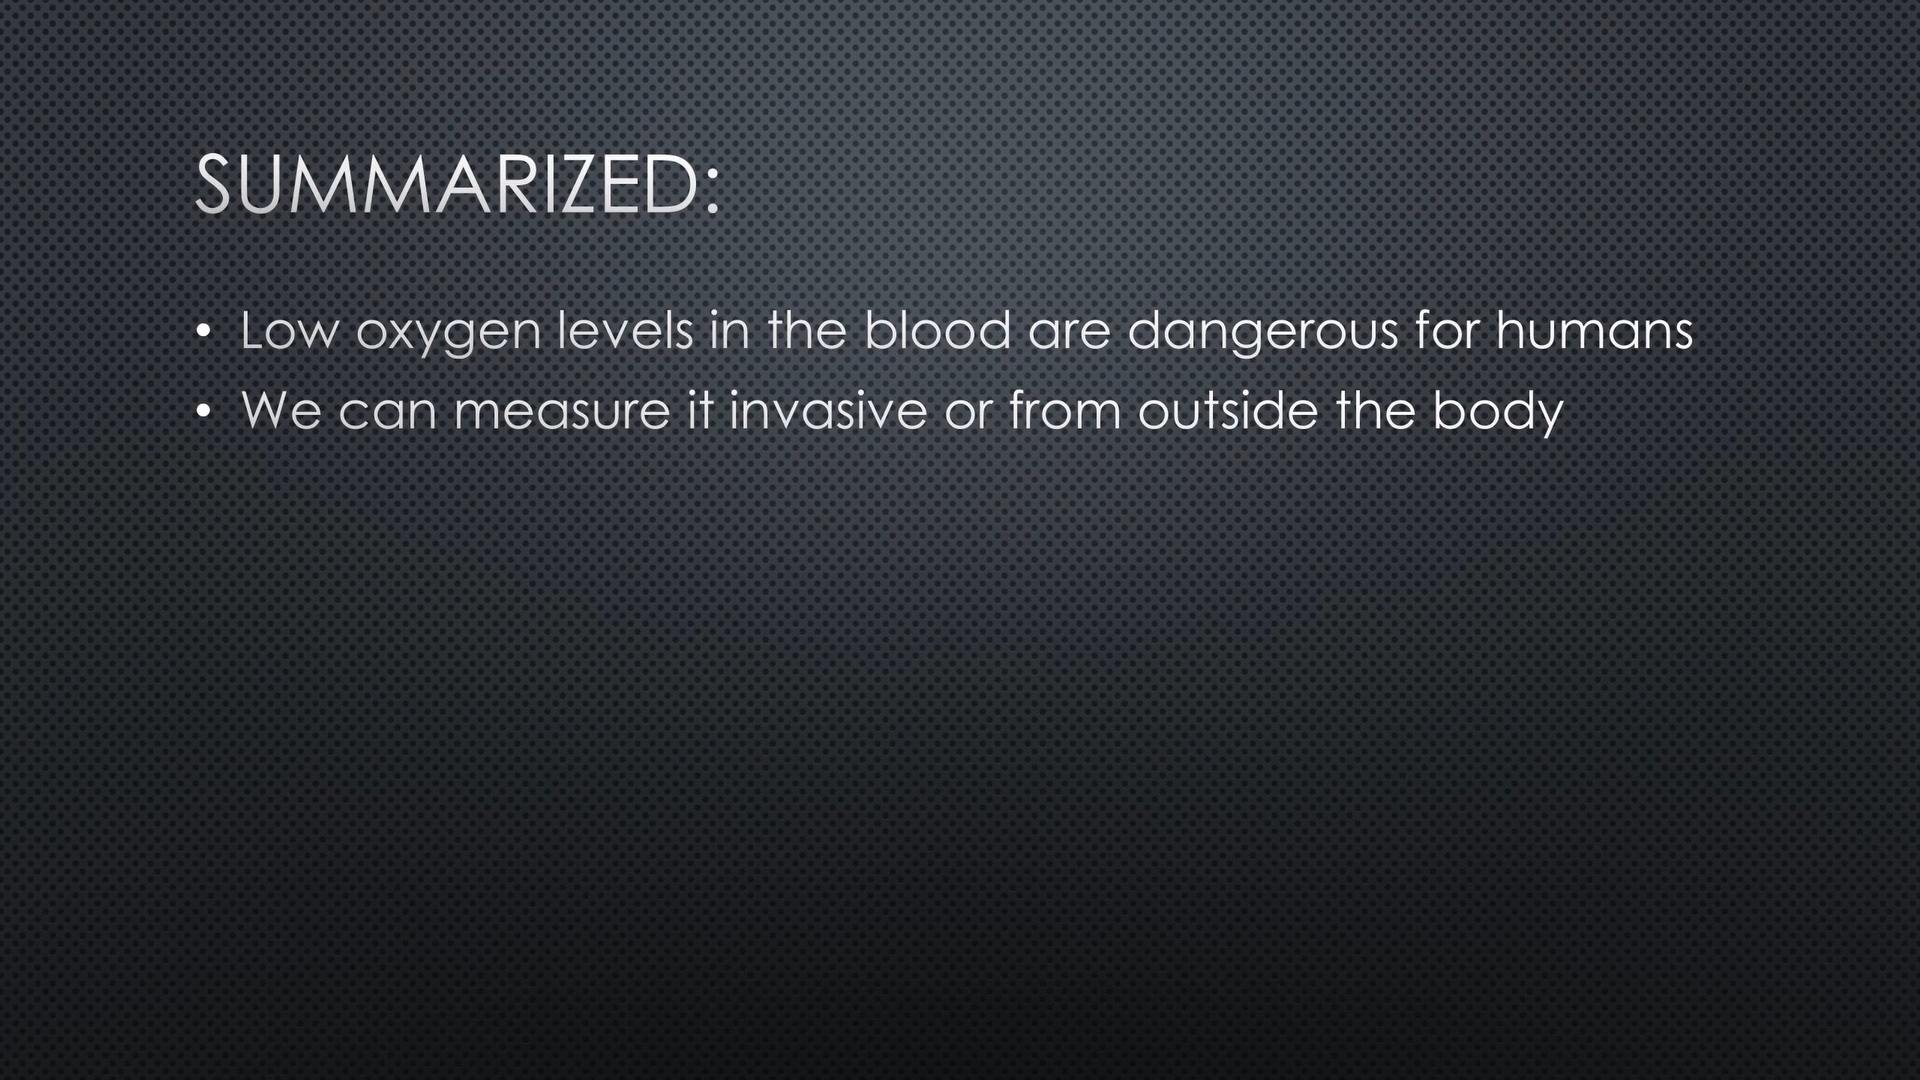 SUMMARIZED:
• Low oxygen levels in the blood are dangerous for humans
• We can measure it invasive or from outside the body